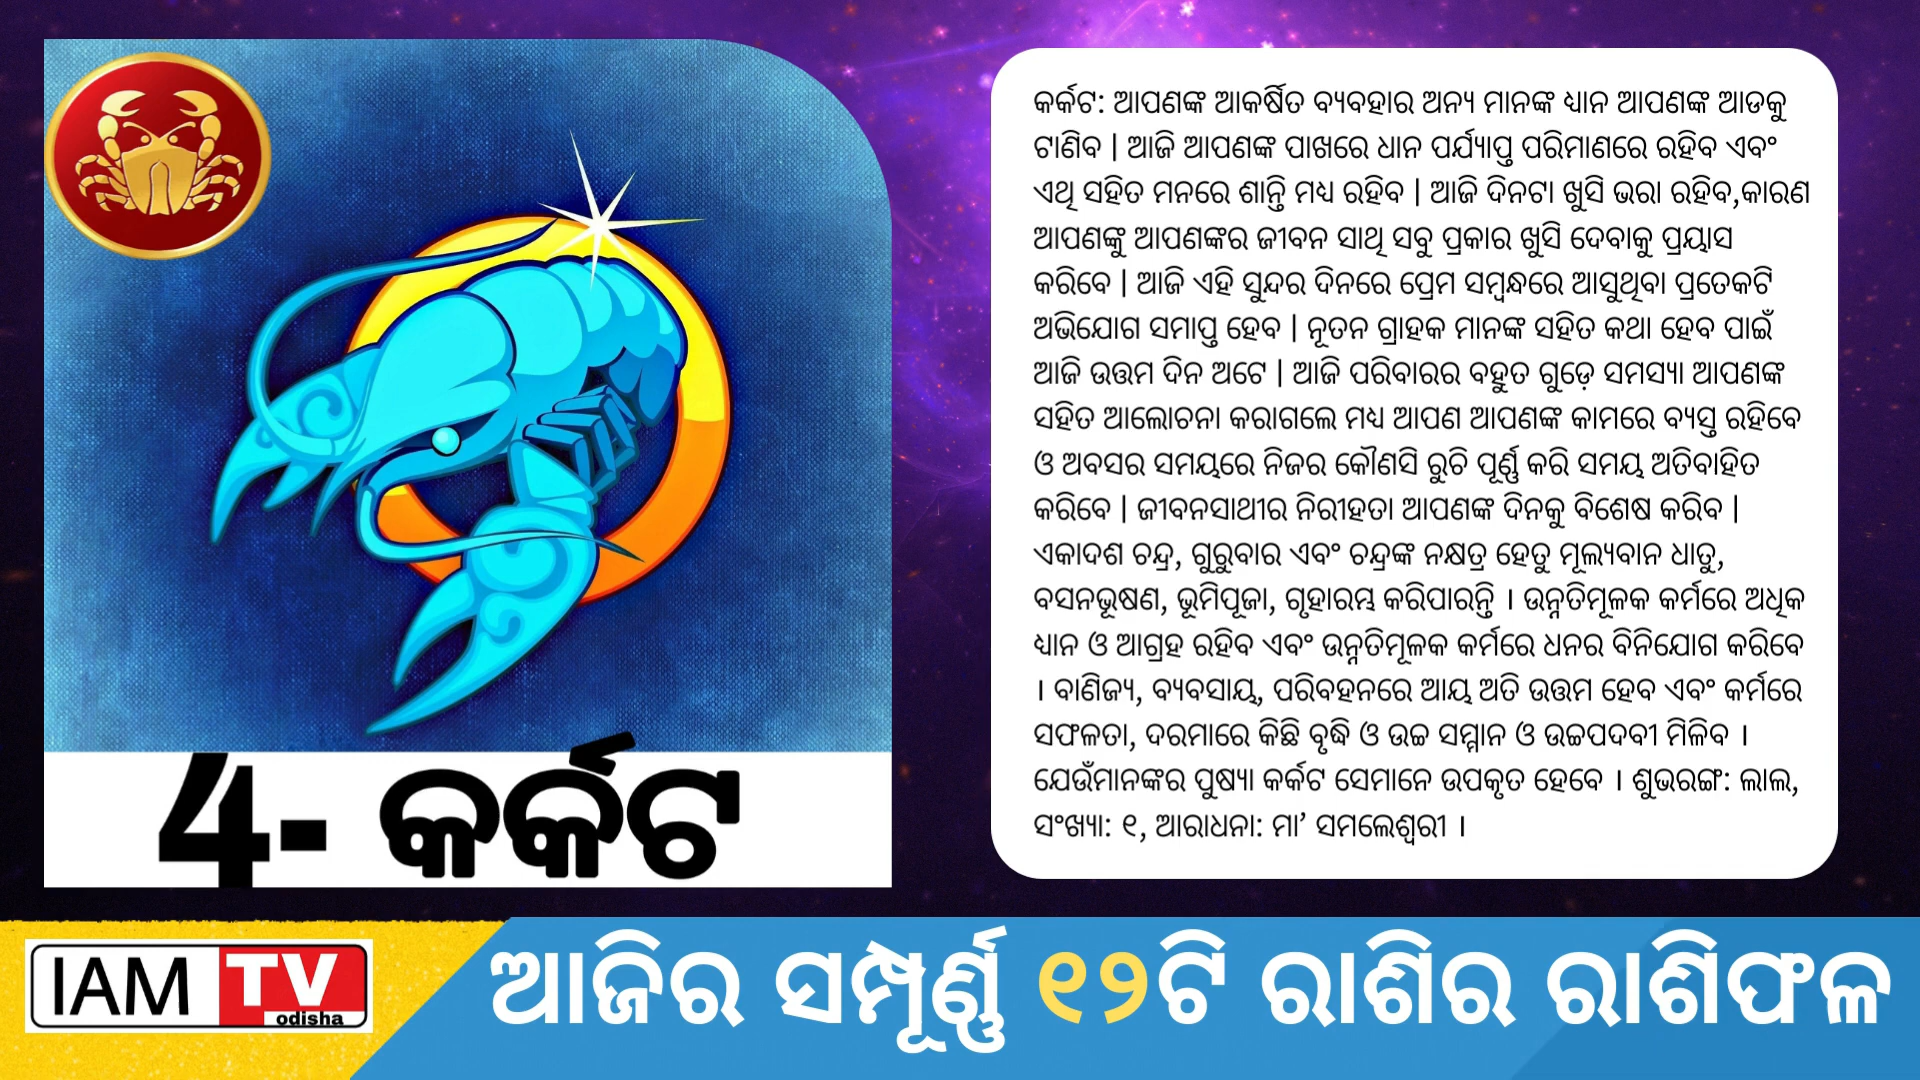 4- କର୍କଟ
କର୍କଟ: ଆପଣଙ୍କ ଆକର୍ଷିତ ବ୍ୟବହାର ଅନ୍ୟ ମାନଙ୍କ ଧ୍ୟାନ ଆପଣଙ୍କ ଆଡକୁ
ଟାଣିବ | ଆଜି ଆପଣଙ୍କ ପାଖରେ ଧାନ ପର୍ଯ୍ୟାପ୍ତ ପରିମାଣରେ ରହିବ ଏବଂ
ଏଥି ସହିତ ମନରେ ଶାନ୍ତି ମଧ୍ୟ ରହିବ | ଆଜି ଦିନଟା ଖୁସି ଭରା ରହିବ,କାରଣ
ଆପଣଙ୍କୁ ଆପଣଙ୍କର ଜୀବନ ସାଥି ସବୁ ପ୍ରକାର ଖୁସି ଦେବାକୁ ପ୍ରୟାସ
କରିବେ | ଆଜି ଏହି ସୁନ୍ଦର ଦିନରେ ପ୍ରେମ ସମ୍ବନ୍ଧରେ ଆସୁଥିବା ପ୍ରତେକଟି
ଅଭିଯୋଗ ସମାପ୍ତ ହେବ | ନୂତନ ଗ୍ରାହକ ମାନଙ୍କ ସହିତ କଥା ହେବ ପାଇଁ
ଆଜି ଉତ୍ତମ ଦିନ ଅଟେ | ଆଜି ପରିବାରର ବହୁତ ଗୁଡ଼େ ସମସ୍ୟା ଆପଣଙ୍କ
ସହିତ ଆଲୋଚନା କରାଗଲେ ମଧ୍ୟ ଆପଣ ଆପଣଙ୍କ କାମରେ ବ୍ୟସ୍ତ ରହିବେ
ଓ ଅବସର ସମୟରେ ନିଜର କୌଣସି ରୁଚି ପୂର୍ଣ୍ଣ କରି ସମୟ ଅତିବାହିତ
କରିବେ | ଜୀବନସାଥୀର ନିରୀହତା ଆପଣଙ୍କ ଦିନକୁ ବିଶେଷ କରିବ |
ଏକାଦଶ ଚନ୍ଦ୍ର, ଗୁରୁବାର ଏବଂ ଚନ୍ଦ୍ରଙ୍କ ନକ୍ଷତ୍ର ହେତୁ ମୂଲ୍ୟବାନ ଧାତୁ,
ବସନଭୂଷଣ, ଭୂମିପୂଜା, ଗୃହାରମ୍ଭ କରିପାରନ୍ତି । ଉନ୍ନତିମୂଳକ କର୍ମରେ ଅଧିକ
ଧ୍ୟାନ ଓ ଆଗ୍ରହ ରହିବ ଏବଂ ଉନ୍ନତିମୂଳକ କର୍ମରେ ଧନର ବିନିଯୋଗ କରିବେ
। ବାଣିଜ୍ୟ, ବ୍ୟବସାୟ, ପରିବହନରେ ଆୟ ଅତି ଉତ୍ତମ ହେବ ଏବଂ କର୍ମରେ
ସଫଳତା, ଦରମାରେ କିଛି ବୃଦ୍ଧି ଓ ଉଚ୍ଚ ସମ୍ମାନ ଓ ଉଚ୍ଚପଦବୀ ମିଳିବ ।
ଯେଉଁମାନଙ୍କର ପୁଷ୍ୟା କର୍କଟ ସେମାନେ ଉପକୃତ ହେବେ । ଶୁଭରଙ୍ଗ: ଲାଲ,
ସଂଖ୍ୟା: ୧, ଆରାଧନା: ମା’ ସମଲେଶ୍ୱରୀ ।
IAM TV
odisha
ଆଜିର ସମ୍ପୂର୍ଣ୍ଣ ୧୨ଟି ରାଶିର ରାଶିଫଳ